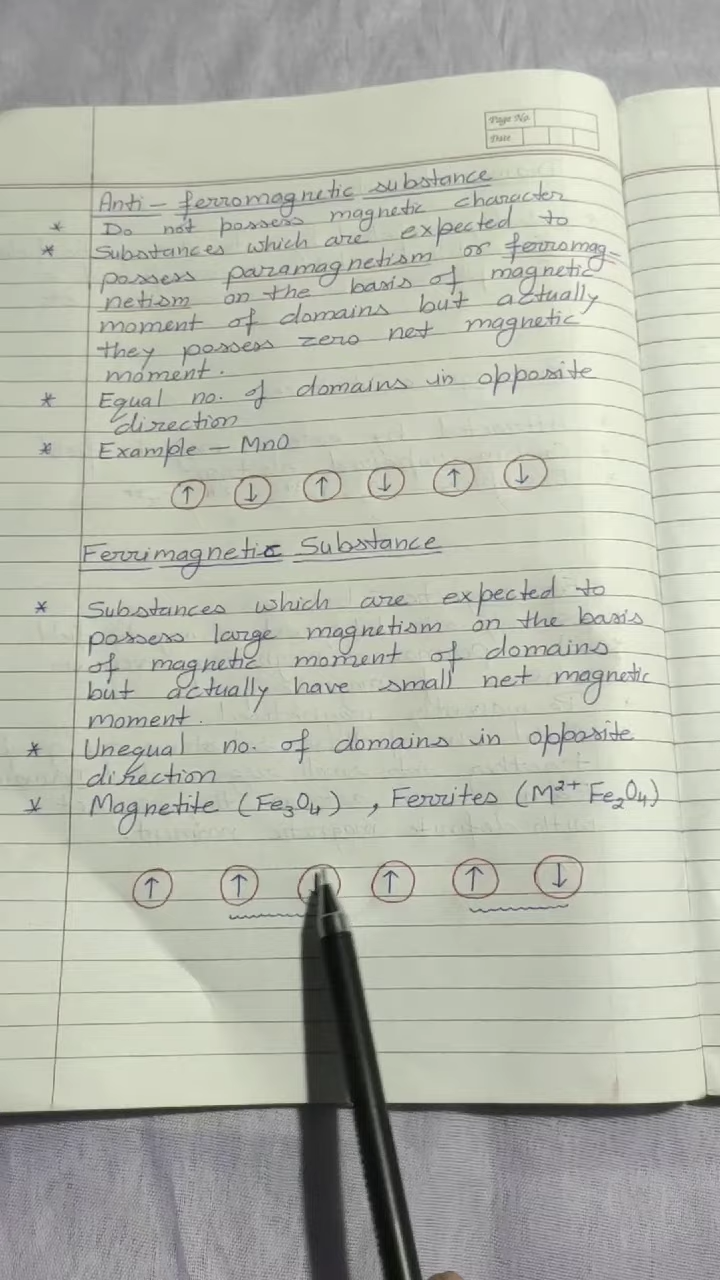 Page No.
Date
Anti - ferromagnetic substance
* Do not possess magnetic character
* Substances which are expected to
possess paramagnetism or ferromag-
netism on the basis of magnetic
moment of domains but actually
they possess zero net magnetic
moment.
* Equal no. of domains in opposite
direction
* Example - MnO
↑ ↓ ↑ ↓ ↑ ↓
Ferrimagnetic Substance
* Substances which are expected to
possess large magnetism on the basis
of magnetic moment of domains
but actually have small net magnetic
moment.
* Unequal no. of domains in opposite
direction
* Magnetite (Fe₃O₄), Ferrites (M²⁺Fe₂O₄)
↑ ↑ ↑ ↑ ↓